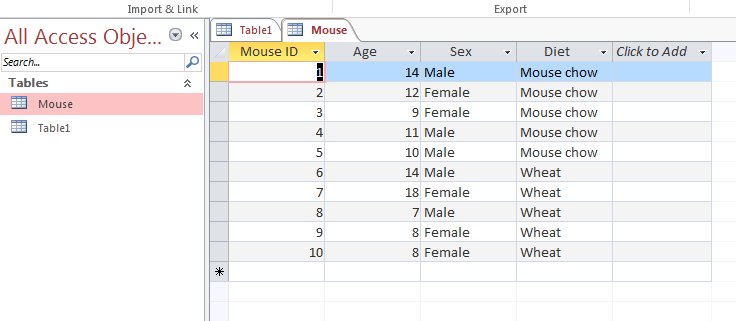 Import & Link Export
All Access Obje...
Search...
Tables
Mouse
Table1
Table1 Mouse
Mouse ID Age Sex Diet Click to Add
1 14 Male Mouse chow
2 12 Female Mouse chow
3 9 Female Mouse chow
4 11 Male Mouse chow
5 10 Male Mouse chow
6 14 Male Wheat
7 18 Female Wheat
8 7 Male Wheat
9 8 Female Wheat
10 8 Female Wheat